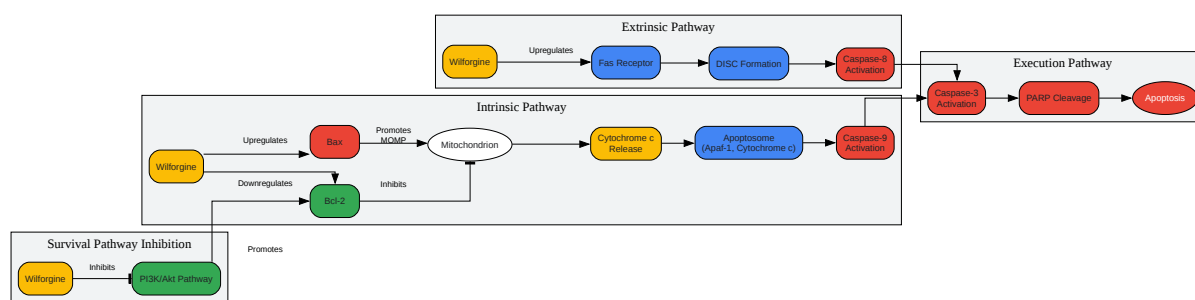 Extrinsic Pathway
Wilforgine
Upregulates
Fas Receptor
DISC Formation
Caspase-8
Activation
Execution Pathway
Caspase-3
Activation
PARP Cleavage
Apoptosis
Intrinsic Pathway
Wilforgine
Upregulates
Bax
Promotes
MOMP
Mitochondrion
Cytochrome c
Release
Apoptosome
(Apaf-1, Cytochrome c)
Caspase-9
Activation
Downregulates
Bcl-2
Inhibits
Survival Pathway Inhibition
Wilforgine
Inhibits
PI3K/Akt Pathway
Promotes